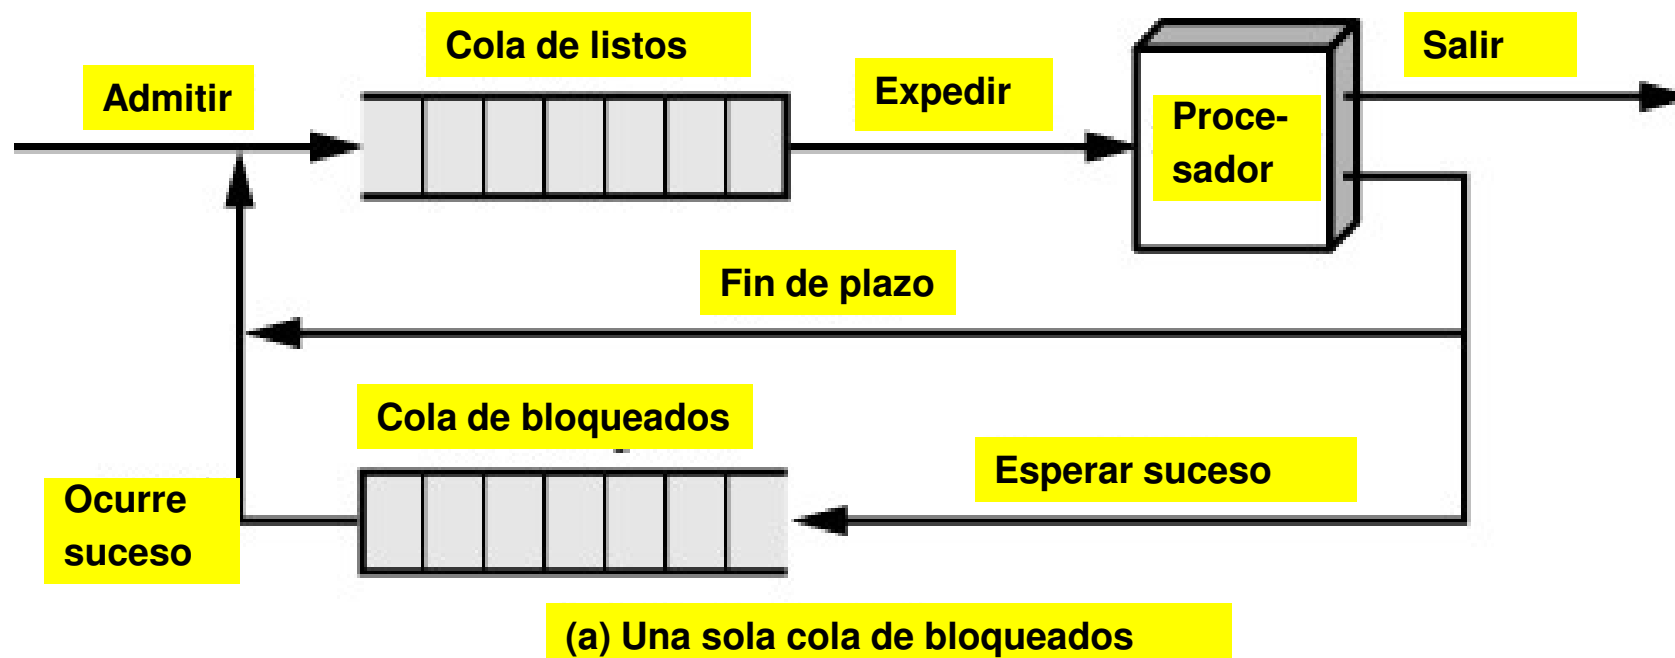 Cola de listos
Salir
Admitir
Expedir
Proce-
sador
Fin de plazo
Cola de bloqueados
Esperar suceso
Ocurre
suceso
(a) Una sola cola de bloqueados